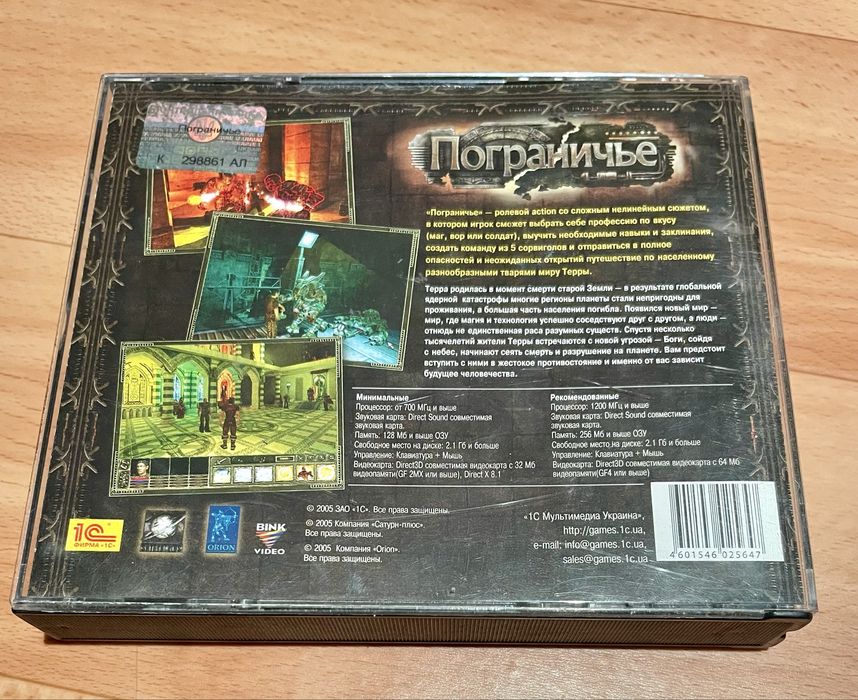 Пограничье
К 298861 АЛ
Пограничье
«Пограничье» — ролевой action со сложным нелинейным сюжетом,
в котором игрок сможет выбрать себе профессию по вкусу
(маг, вор или солдат), выучить необходимые навыки и заклинания,
создать команду из 5 сорвиголов и отправиться в полное
опасностей и неожиданных открытий путешествие по населенному
разнообразными тварями миру Терры.
Терра родилась в момент смерти старой Земли – в результате глобальной
ядерной катастрофы многие регионы планеты стали непригодны для
проживания, а большая часть населения погибла. Появился новый мир –
мир, где магия и технология успешно соседствуют друг с другом, а люди –
отнюдь не единственная раса разумных существ. Спустя несколько
тысячелетий жители Терры встречаются с новой угрозой – Боги, сойдя
с небес, начинают сеять смерть и разрушение на планете. Вам предстоит
вступить с ними в жестокое противостояние и именно от вас зависит
будущее человечества.
Минимальные
Процессор: от 700 МГц и выше
Звуковая карта: Direct Sound совместимая
звуковая карта.
Память: 128 Мб и выше ОЗУ
Свободное место на диске: 2.1 Гб и больше
Управление: Клавиатура + Мышь
Видеокарта: Direct3D совместимая видеокарта с 32 Мб
видеопамяти(GF 2MX или выше), Direct X 8.1
Рекомендованные
Процессор: 1200 МГц и выше
Звуковая карта: Direct Sound совместимая
звуковая карта.
Память: 256 Мб и выше ОЗУ
Свободное место на диске: 2.1 Гб и больше
Управление: Клавиатура + Мышь
Видеокарта: Direct3D совместимая видеокарта с 64 Мб
видеопамяти(GF4 или выше)
1С
ФИРМА "1С"
ORION
BINK
VIDEO
© 2005 ЗАО «1С». Все права защищены.
© 2005 Компания «Сатурн-плюс».
Все права защищены.
© 2005 Компания «Orion».
Все права защищены.
«1С Мультимедиа Украина»,
http://games.1c.ua,
e-mail: info@games.1c.ua,
sales@games.1c.ua
4601546 025647